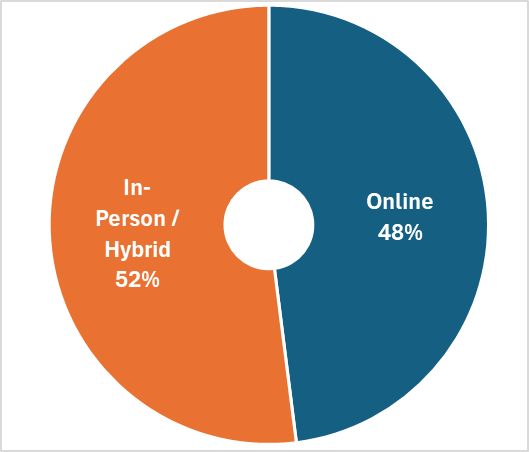 In-
Person /
Hybrid
52%
Online
48%